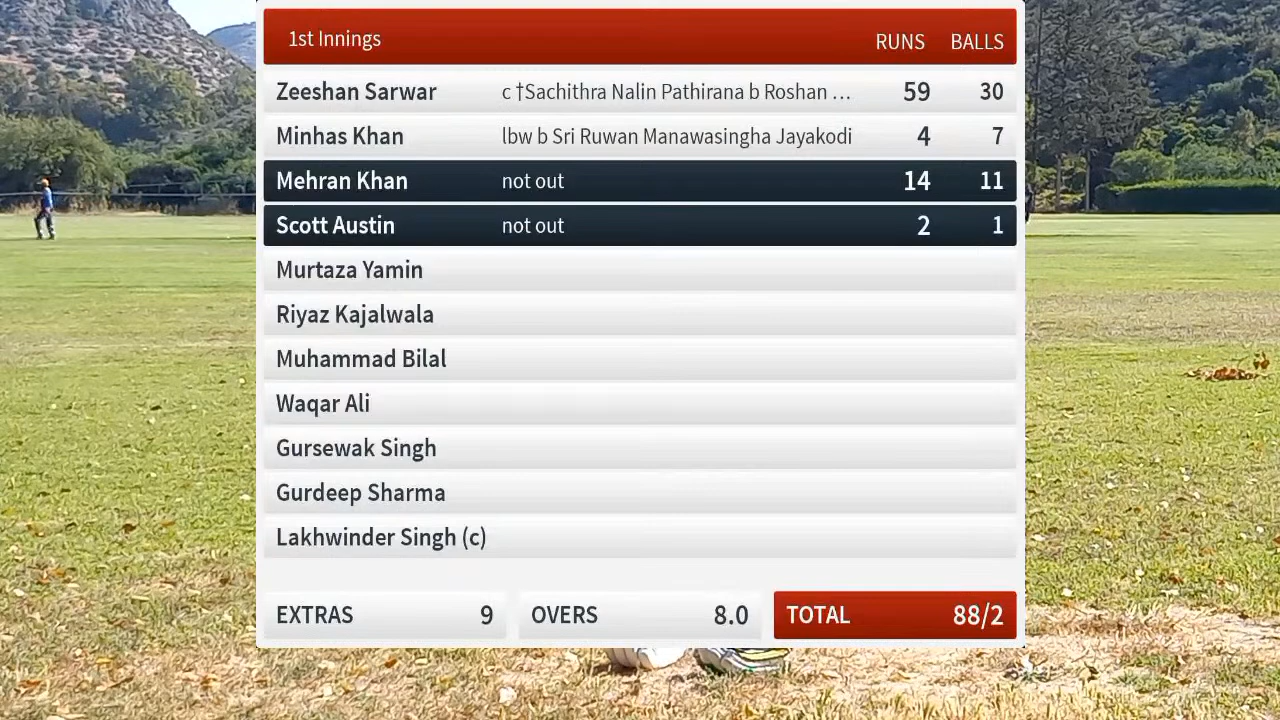 1st Innings RUNS BALLS
Zeeshan Sarwar c †Sachithra Nalin Pathirana b Roshan ... 59 30
Minhas Khan lbw b Sri Ruwan Manawasingha Jayakodi 4 7
Mehran Khan not out 14 11
Scott Austin not out 2 1
Murtaza Yamin
Riyaz Kajalwala
Muhammad Bilal
Waqar Ali
Gursewak Singh
Gurdeep Sharma
Lakhwinder Singh (c)
EXTRAS 9 OVERS 8.0 TOTAL 88/2